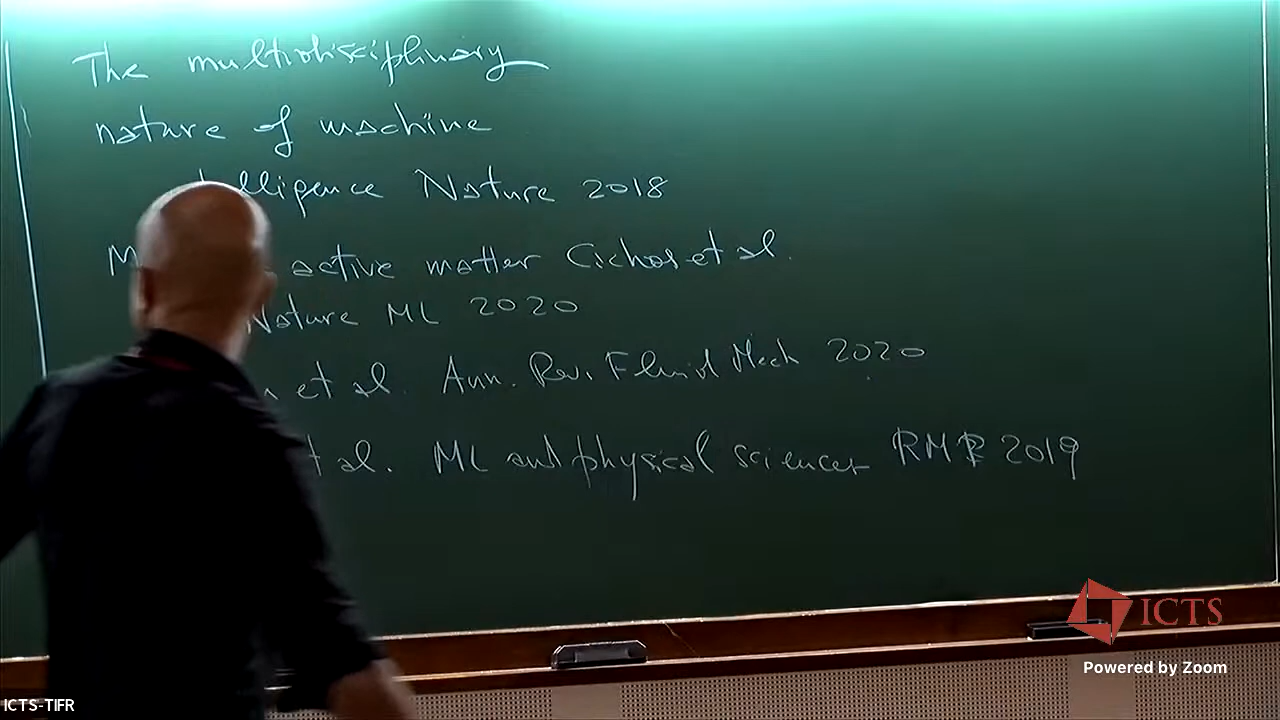 The multidisciplinary
nature of machine
lligence Nature 2018
M active matter Cichos et al.
Nature ML 2020
n et al. Ann. Rev. Fluid Mech 2020
t al. ML and physical sciences RMP 2019
ICTS
Powered by Zoom
ICTS-TIFR